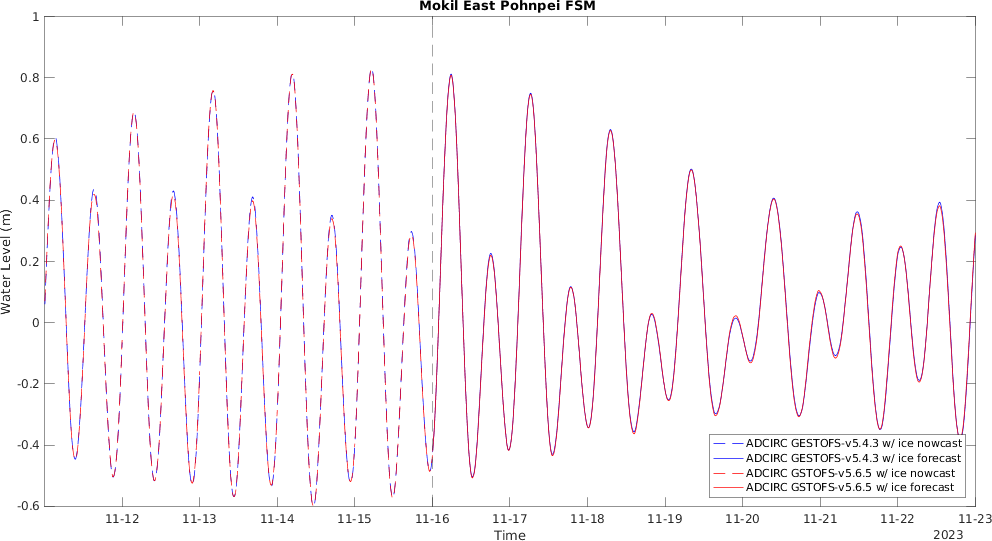 Mokil East Pohnpei FSM
1
0.8
0.6
0.4
0.2
0
-0.2
-0.4
-0.6
Water Level (m)
ADCIRC GESTOFS-v5.4.3 w/ ice nowcast
ADCIRC GESTOFS-v5.4.3 w/ ice forecast
ADCIRC GSTOFS-v5.6.5 w/ ice nowcast
ADCIRC GSTOFS-v5.6.5 w/ ice forecast
11-12 11-13 11-14 11-15 11-16 11-17 11-18 11-19 11-20 11-21 11-22 11-23
Time
2023